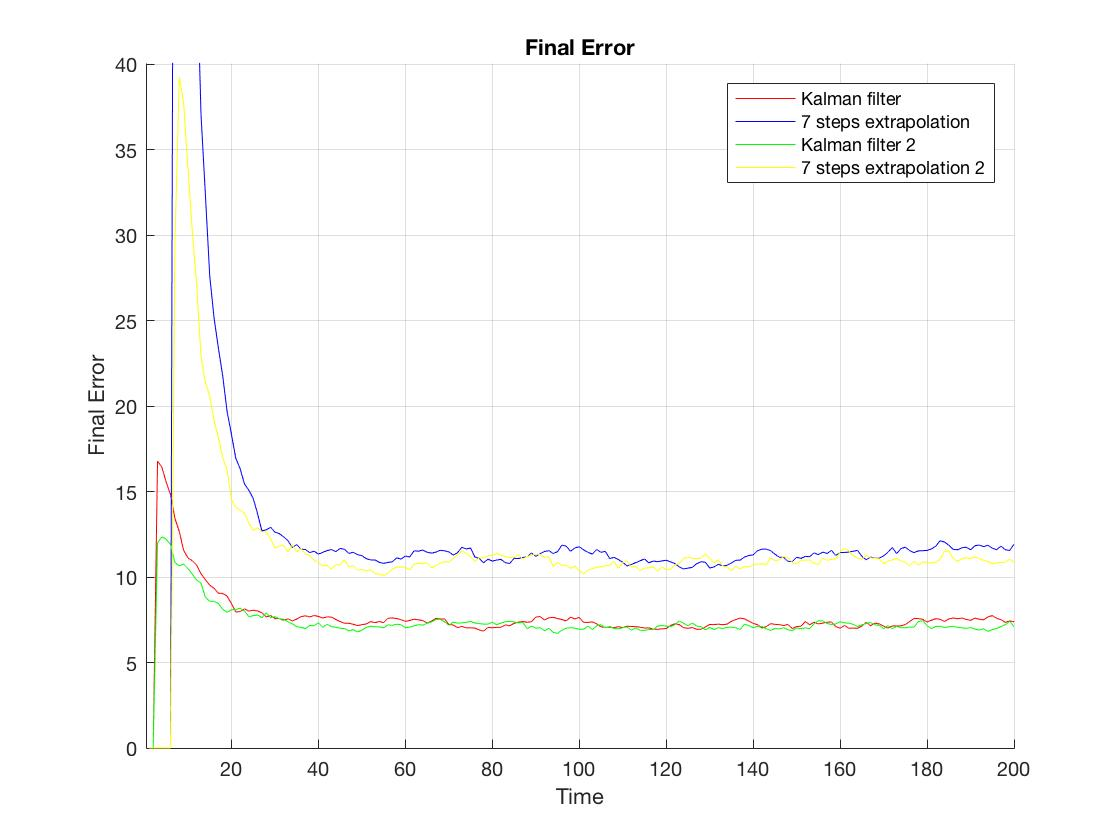 Final Error
40
35
30
25
20
15
10
5
0
Final Error
Kalman filter
7 steps extrapolation
Kalman filter 2
7 steps extrapolation 2
20 40 60 80 100 120 140 160 180 200
Time